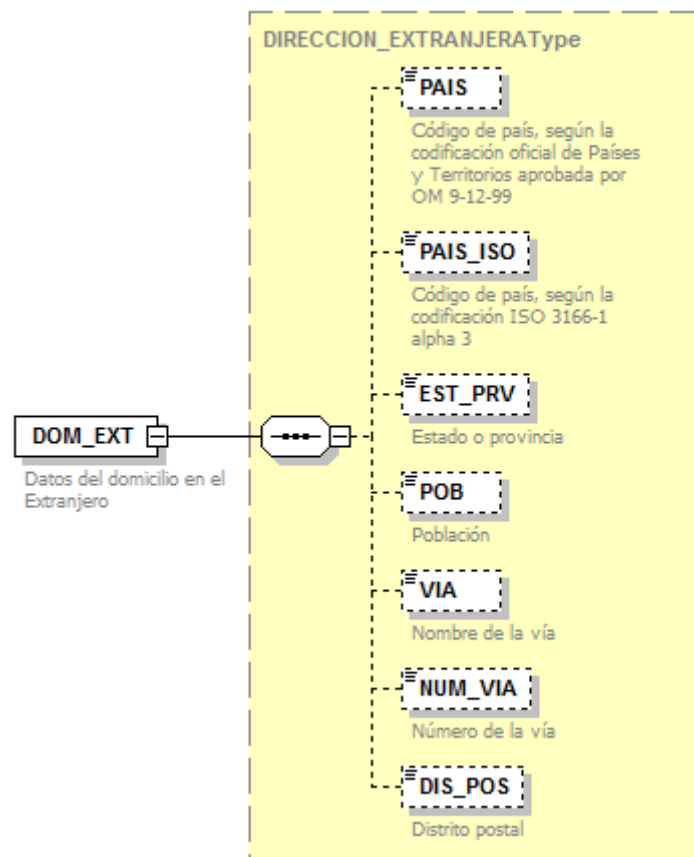 DIRECCION_EXTRANJERAType
PAIS
Código de país, según la
codificación oficial de Países
y Territorios aprobada por
OM 9-12-99
PAIS_ISO
Código de país, según la
codificación ISO 3166-1
alpha 3
EST_PRV
Estado o provincia
DOM_EXT
Datos del domicilio en el
Extranjero
POB
Población
VIA
Nombre de la vía
NUM_VIA
Número de la vía
DIS_POS
Distrito postal